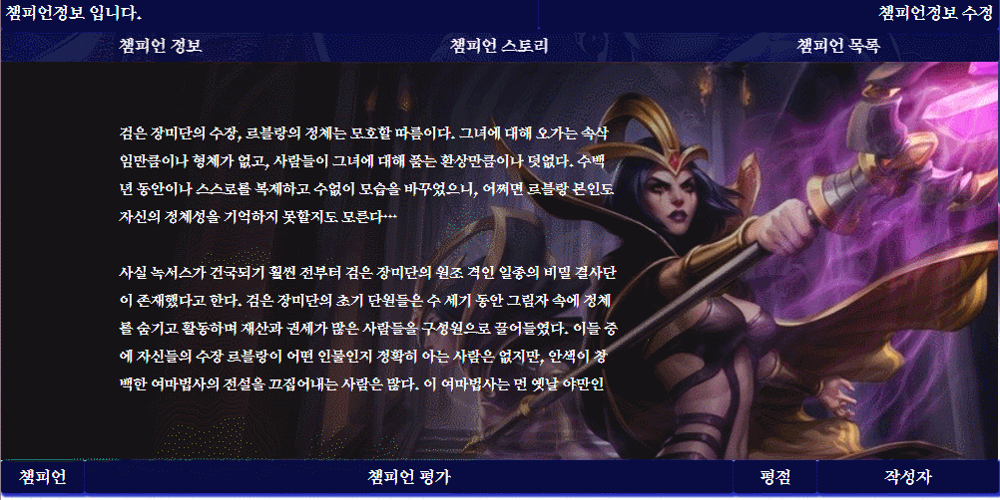 챔피언정보 입니다.
챔피언정보 수정
챔피언 정보
챔피언 스토리
챔피언 목록
검은 장미단의 수장, 르블랑의 정체는 모호할 따름이다. 그녀에 대해 오가는 속삭
임만큼이나 형체가 없고, 사람들이 그녀에 대해 품는 환상만큼이나 덧없다. 수백
년 동안이나 스스로를 복제하고 수없이 모습을 바꾸었으니, 어쩌면 르블랑 본인도
자신의 정체성을 기억하지 못할지도 모른다…
사실 녹서스가 건국되기 훨씬 전부터 검은 장미단의 원조 격인 일종의 비밀 결사단
이 존재했다고 한다. 검은 장미단의 초기 단원들은 수 세기 동안 그림자 속에 정체
를 숨기고 활동하며 재산과 권세가 많은 사람들을 구성원으로 끌어들였다. 이들 중
에 자신들의 수장 르블랑이 어떤 인물인지 정확히 아는 사람은 없지만, 안색이 창
백한 여마법사의 전설을 끄집어내는 사람은 많다. 이 여마법사는 먼 옛날 야만인
챔피언
챔피언 평가
평점
작성자